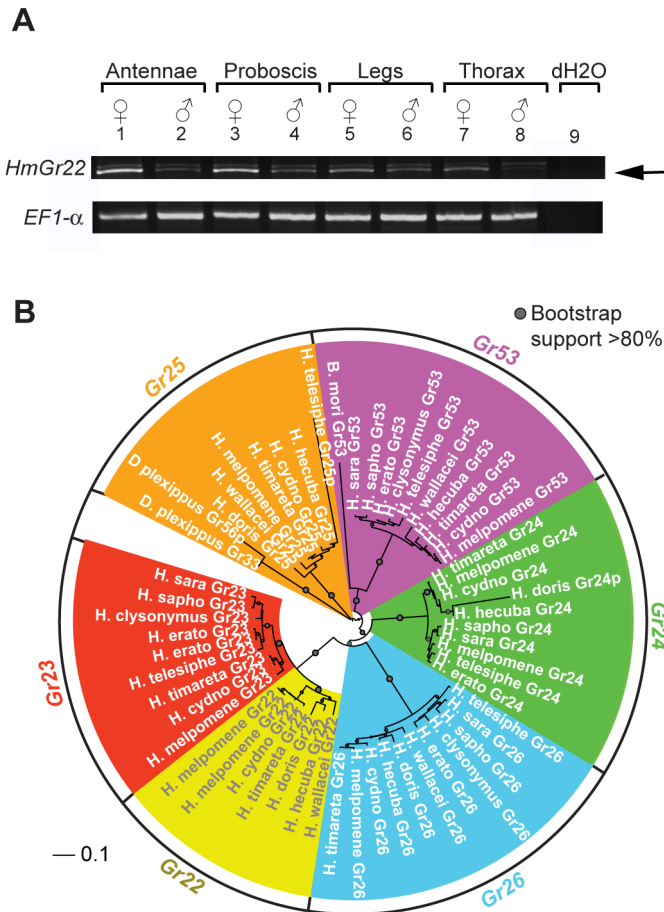 A
Antennae Proboscis Legs Thorax dH2O
♀ ♂ ♀ ♂ ♀ ♂ ♀ ♂
1 2 3 4 5 6 7 8 9
HmGr22
EF1-α
B
Bootstrap
support >80%
Gr25
H. telesiphe Gr25p
H. hecuba Gr25
H. cydno Gr25
H. timareta Gr25
H. melpomene Gr25
H. wallacei Gr25
H. doris Gr25
D plexippus Gr66
D. plexippus Gr33
Gr53
B. mori Gr53
H. sara Gr53
H. sapho Gr53
H. erato Gr53
H. clysonymus Gr53
H. telesiphe Gr53
H. wallacei Gr53
H. hecuba Gr53
H. timareta Gr53
H. cydno Gr53
H. melpomene Gr53
Gr24
H. timareta Gr24
H. melpomene Gr24
H. cydno Gr24
H. doris Gr24p
H. hecuba Gr24
H. sapho Gr24
H. sara Gr24
H. melpomene Gr24
H. telesiphe Gr24
H. erato Gr24
Gr26
H. telesiphe Gr26
H. sara Gr26
H. sapho Gr26
H. clysonymus Gr26
H. erato Gr26
H. wallacei Gr26
H. doris Gr26
H. hecuba Gr26
H. cydno Gr26
H. melpomene Gr26
H. timareta Gr26
Gr22
H. wallacei Gr22
H. hecuba Gr22
H. doris Gr22
H. timareta Gr22
H. cydno Gr22
H. melpomene Gr22
H. melpomene Gr22
Gr23
H. sara Gr23
H. sapho Gr23
H. clysonymus Gr23
H. erato Gr23
H. erato Gr23
H. telesiphe Gr23
H. timareta Gr23
H. cydno Gr23
H. melpomene Gr23
0.1